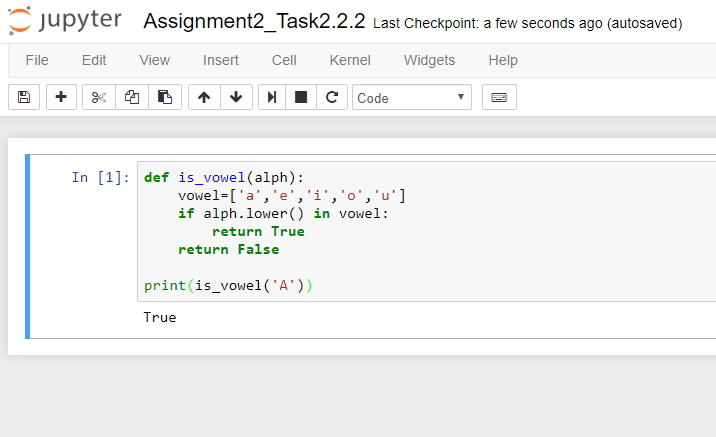 jupyter Assignment2_Task2.2.2 Last Checkpoint: a few seconds ago (autosaved)
File Edit View Insert Cell Kernel Widgets Help
Code
In [1]: def is_vowel(alph):
    vowel=['a','e','i','o','u']
    if alph.lower() in vowel:
        return True
    return False
print(is_vowel('A'))
True